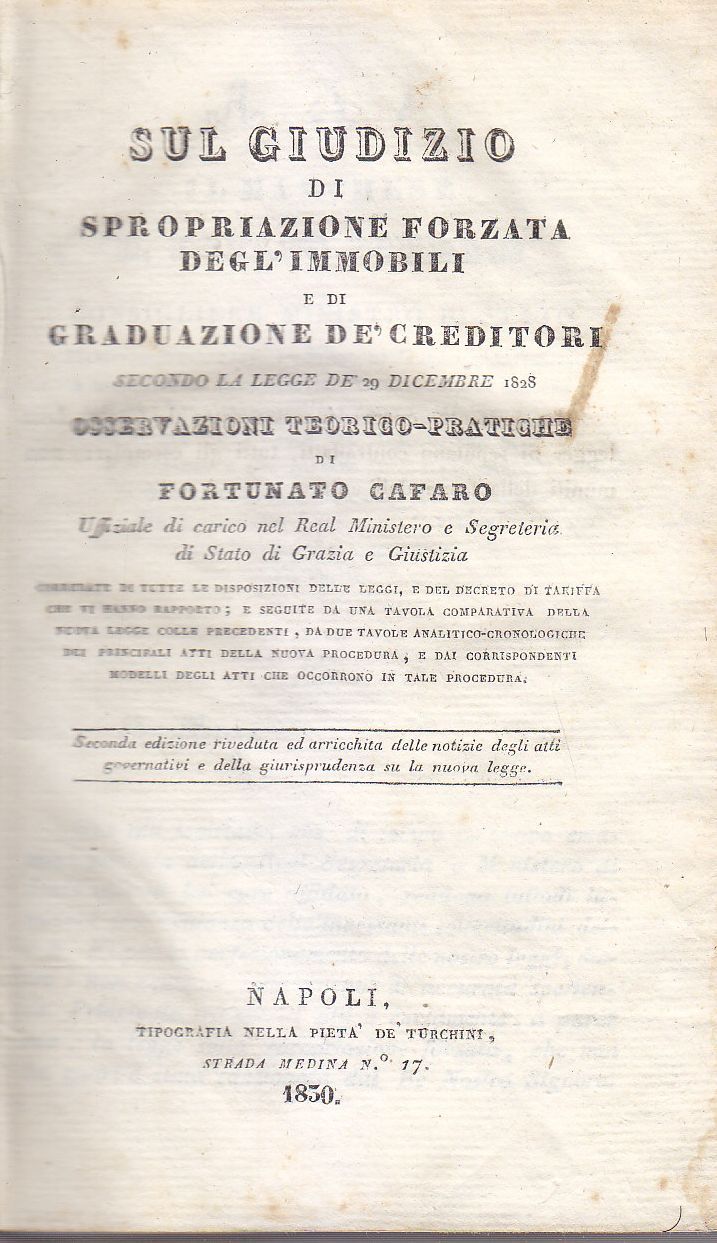 SUL GIUDIZIO
DI
SPROPRIAZIONE FORZATA
DEGL' IMMOBILI
E DI
GRADUAZIONE DE' CREDITORI
SECONDO LA LEGGE DE' 29 DICEMBRE 1828
OSSERVAZIONI TEORICO-PRATICHE
DI
FORTUNATO CAFARO
Uffiziale di carico nel Real Ministero e Segreteria
di Stato di Grazia e Giustizia
CORREDATE DI TUTTE LE DISPOSIZIONI DELLE LEGGI, E DEL DECRETO DI TARIFFA
CHE VI HANNO RAPPORTO; E SEGUITE DA UNA TAVOLA COMPARATIVA DELLA
NUOVA LEGGE COLLE PRECEDENTI, DA DUE TAVOLE ANALITICO-CRONOLOGICHE
DEI PRINCIPALI ATTI DELLA NUOVA PROCEDURA, E DAI CORRISPONDENTI
MODELLI DEGLI ATTI CHE OCCORRONO IN TALE PROCEDURA.
Seconda edizione riveduta ed arricchita delle notizie degli atti
governativi e della giurisprudenza su la nuova legge.
NAPOLI,
TIPOGRAFIA NELLA PIETA' DE' TURCHINI,
STRADA MEDINA N.º 17.
1830.